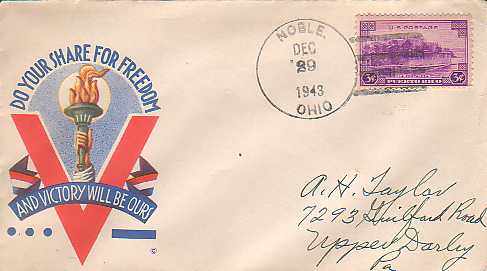 DO YOUR SHARE FOR FREEDOM
AND VICTORY WILL BE OURS
©
NOBLE.
DEC
29
1943
OHIO
U.S. POSTAGE
3¢ 3¢
PUERTO RICO
A. H. Taylor
7293 Guilford Road
Upper Darby
Pa